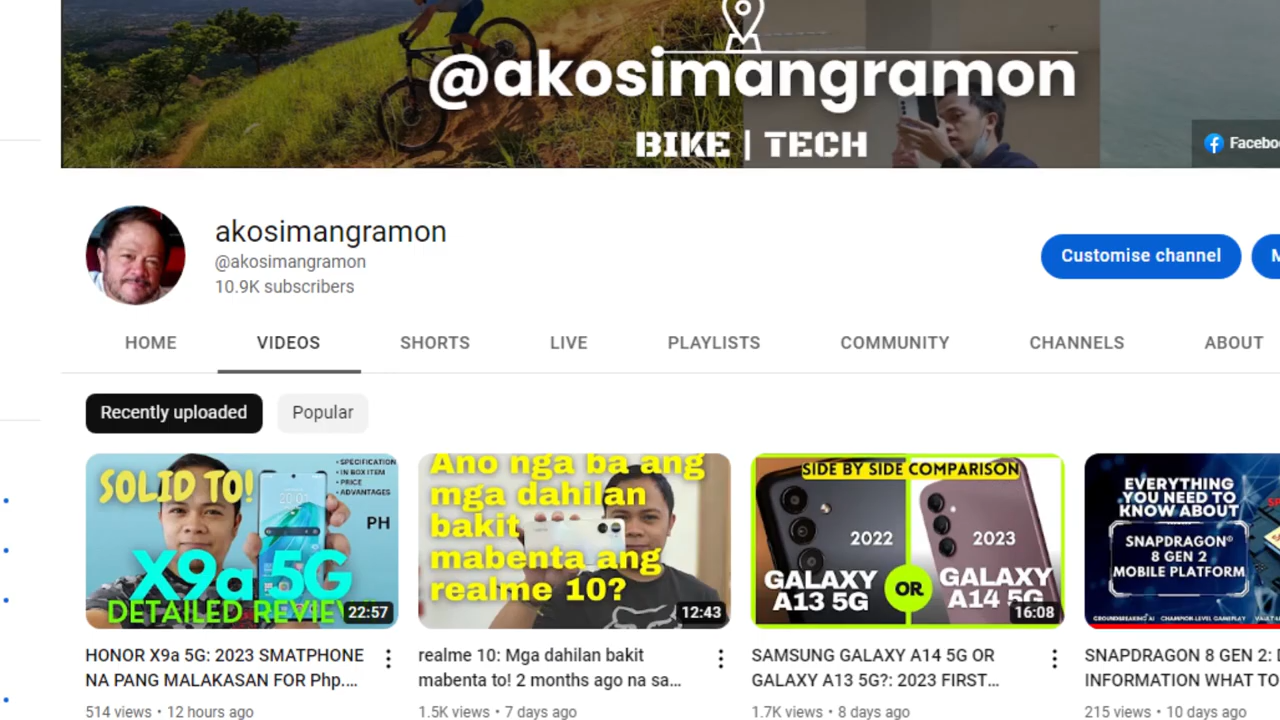 @akosimangramon
BIKE | TECH
akosimangramon
@akosimangramon
10.9K subscribers
Customise channel
HOME VIDEOS SHORTS LIVE PLAYLISTS COMMUNITY CHANNELS ABOUT
Recently uploaded Popular
SOLID TO!
• SPECIFICATION
• IN BOX ITEM
• PRICE
• ADVANTAGES
PH
X9a 5G
DETAILED REVIEW
22:57
Ano nga ba ang
mga dahilan
bakit
mabenta ang
realme 10?
12:43
SIDE BY SIDE COMPARISON
2022
2023
GALAXY
A13 5G
OR
GALAXY
A14 5G
16:08
EVERYTHING
YOU NEED TO
KNOW ABOUT
SNAPDRAGON®
8 GEN 2
MOBILE PLATFORM
GROUNDBREAKING AI CHAMPION-LEVEL GAMEPLAY
HONOR X9a 5G: 2023 SMATPHONE
NA PANG MALAKASAN FOR Php....
514 views • 12 hours ago
realme 10: Mga dahilan bakit
mabenta to! 2 months ago na sa...
1.5K views • 7 days ago
SAMSUNG GALAXY A14 5G OR
GALAXY A13 5G?: 2023 FIRST...
1.7K views • 8 days ago
SNAPDRAGON 8 GEN 2:
INFORMATION WHAT TO
215 views • 10 days ago